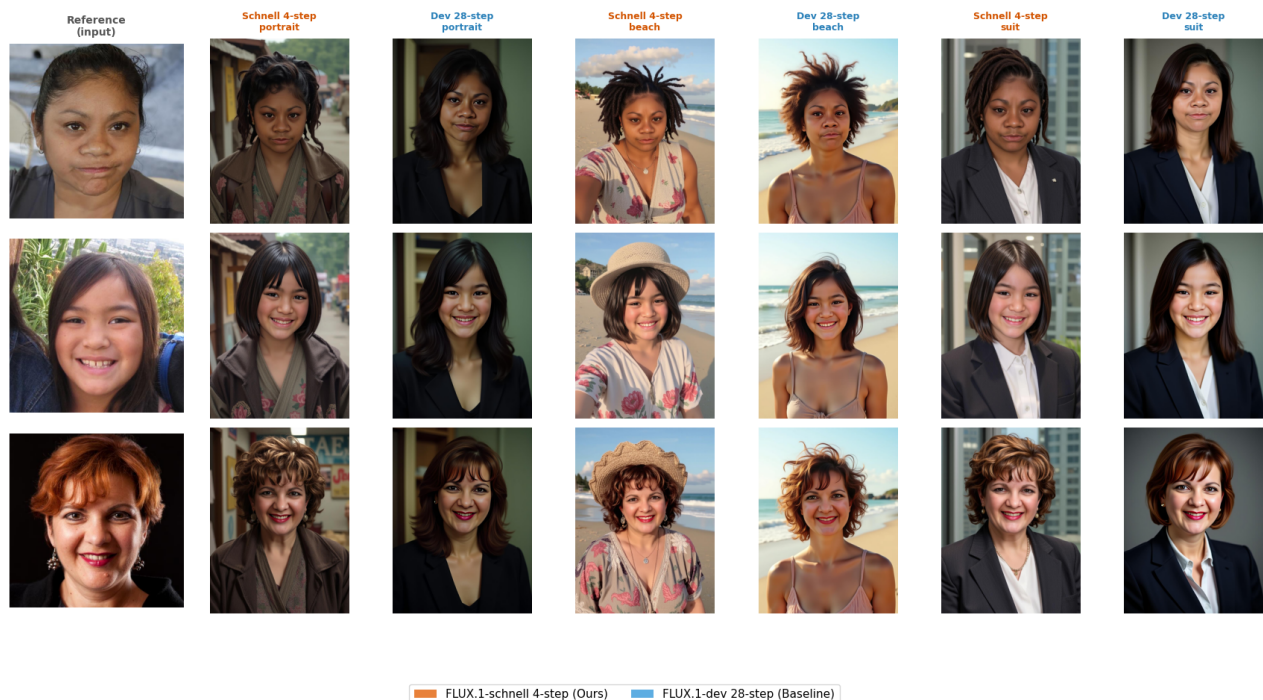 Reference
(input)
Schnell 4-step
portrait
Dev 28-step
portrait
Schnell 4-step
beach
Dev 28-step
beach
Schnell 4-step
suit
Dev 28-step
suit
FLUX.1-schnell 4-step (Ours)
FLUX.1-dev 28-step (Baseline)